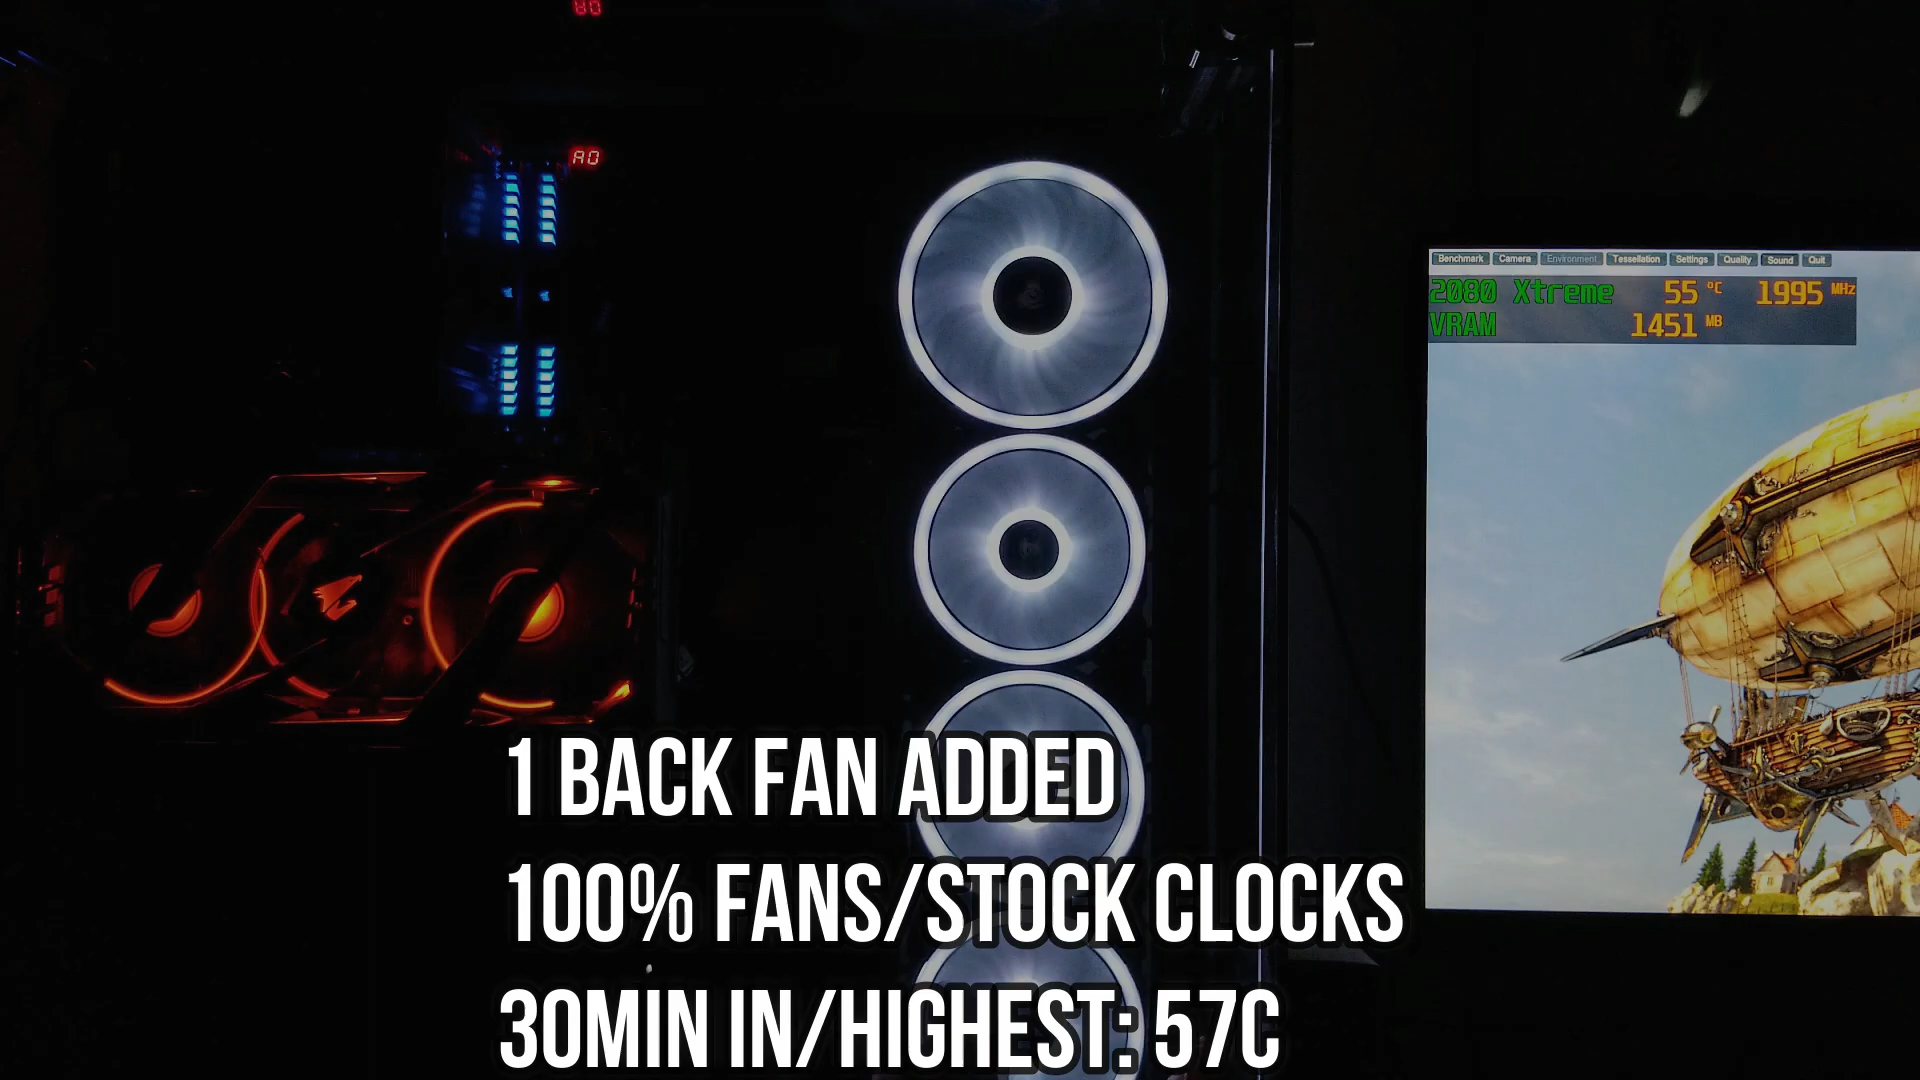 A0
Benchmark Camera Environment Tessellation Settings Quality Sound Quit
2080 Xtreme 55 °C 1995 MHz
VRAM 1451 MB
1 BACK FAN ADDED
100% FANS/STOCK CLOCKS
30MIN IN/HIGHEST: 57C